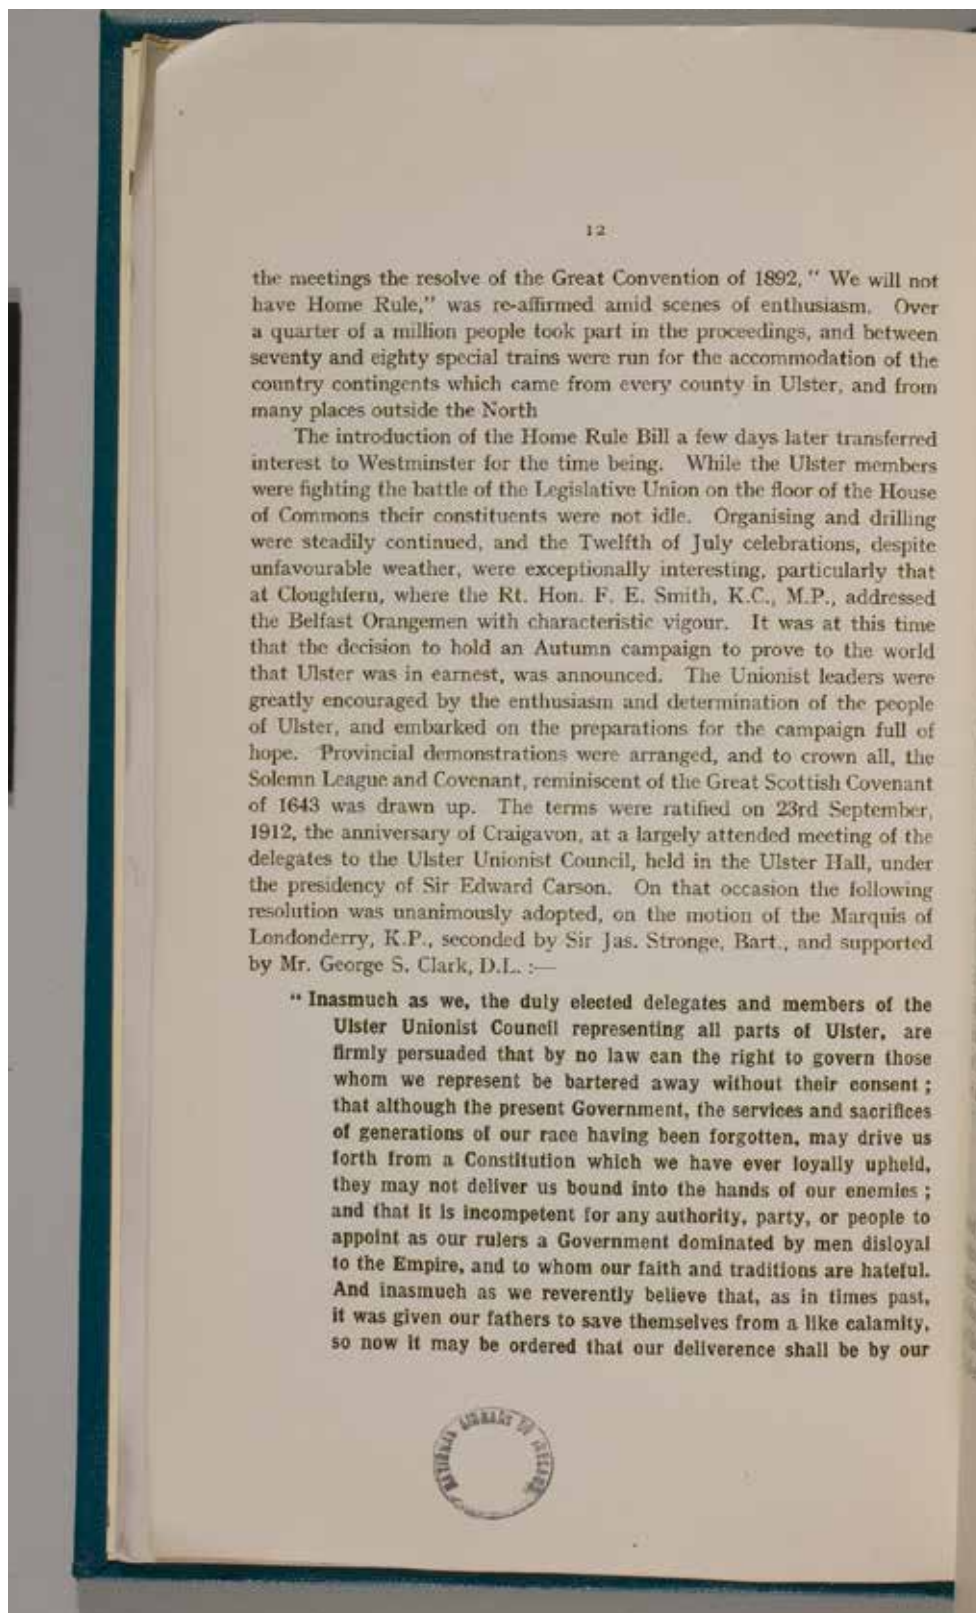 12
the meetings the resolve of the Great Convention of 1892, " We will not
have Home Rule," was re-affirmed amid scenes of enthusiasm. Over
a quarter of a million people took part in the proceedings, and between
seventy and eighty special trains were run for the accommodation of the
country contingents which came from every county in Ulster, and from
many places outside the North
The introduction of the Home Rule Bill a few days later transferred
interest to Westminster for the time being. While the Ulster members
were fighting the battle of the Legislative Union on the floor of the House
of Commons their constituents were not idle. Organising and drilling
were steadily continued, and the Twelfth of July celebrations, despite
unfavourable weather, were exceptionally interesting, particularly that
at Cloughfern, where the Rt. Hon. F. E. Smith, K.C., M.P., addressed
the Belfast Orangemen with characteristic vigour. It was at this time
that the decision to hold an Autumn campaign to prove to the world
that Ulster was in earnest, was announced. The Unionist leaders were
greatly encouraged by the enthusiasm and determination of the people
of Ulster, and embarked on the preparations for the campaign full of
hope. Provincial demonstrations were arranged, and to crown all, the
Solemn League and Covenant, reminiscent of the Great Scottish Covenant
of 1643 was drawn up. The terms were ratified on 23rd September,
1912, the anniversary of Craigavon, at a largely attended meeting of the
delegates to the Ulster Unionist Council, held in the Ulster Hall, under
the presidency of Sir Edward Carson. On that occasion the following
resolution was unanimously adopted, on the motion of the Marquis of
Londonderry, K.P., seconded by Sir Jas. Stronge, Bart., and supported
by Mr. George S. Clark, D.L. :—
" Inasmuch as we, the duly elected delegates and members of the
Ulster Unionist Council representing all parts of Ulster, are
firmly persuaded that by no law can the right to govern those
whom we represent be bartered away without their consent ;
that although the present Government, the services and sacrifices
of generations of our race having been forgotten, may drive us
forth from a Constitution which we have ever loyally upheld,
they may not deliver us bound into the hands of our enemies ;
and that it is incompetent for any authority, party, or people to
appoint as our rulers a Government dominated by men disloyal
to the Empire, and to whom our faith and traditions are hateful.
And inasmuch as we reverently believe that, as in times past,
it was given our fathers to save themselves from a like calamity,
so now it may be ordered that our deliverence shall be by our
NATIONAL LIBRARY OF IRELAND